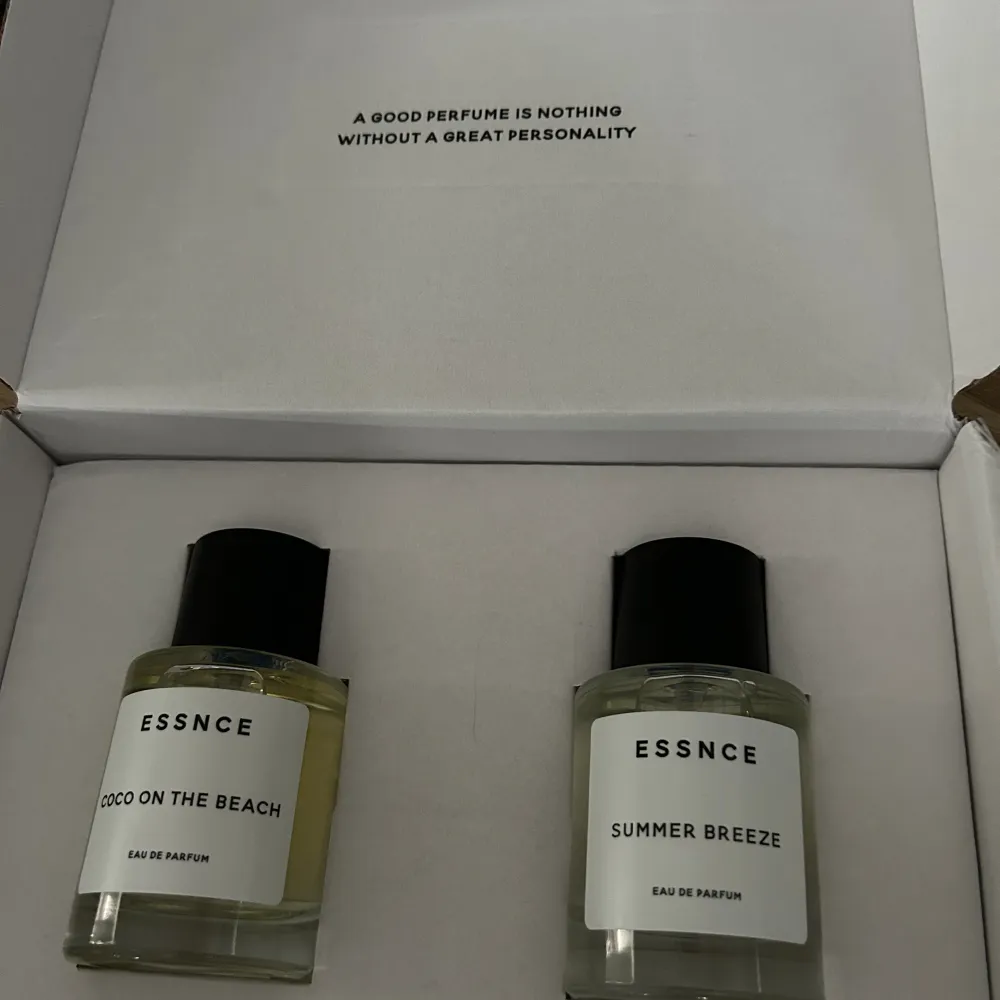 A GOOD PERFUME IS NOTHING
WITHOUT A GREAT PERSONALITY
ESSNCE
COCO ON THE BEACH
EAU DE PARFUM
ESSNCE
SUMMER BREEZE
EAU DE PARFUM